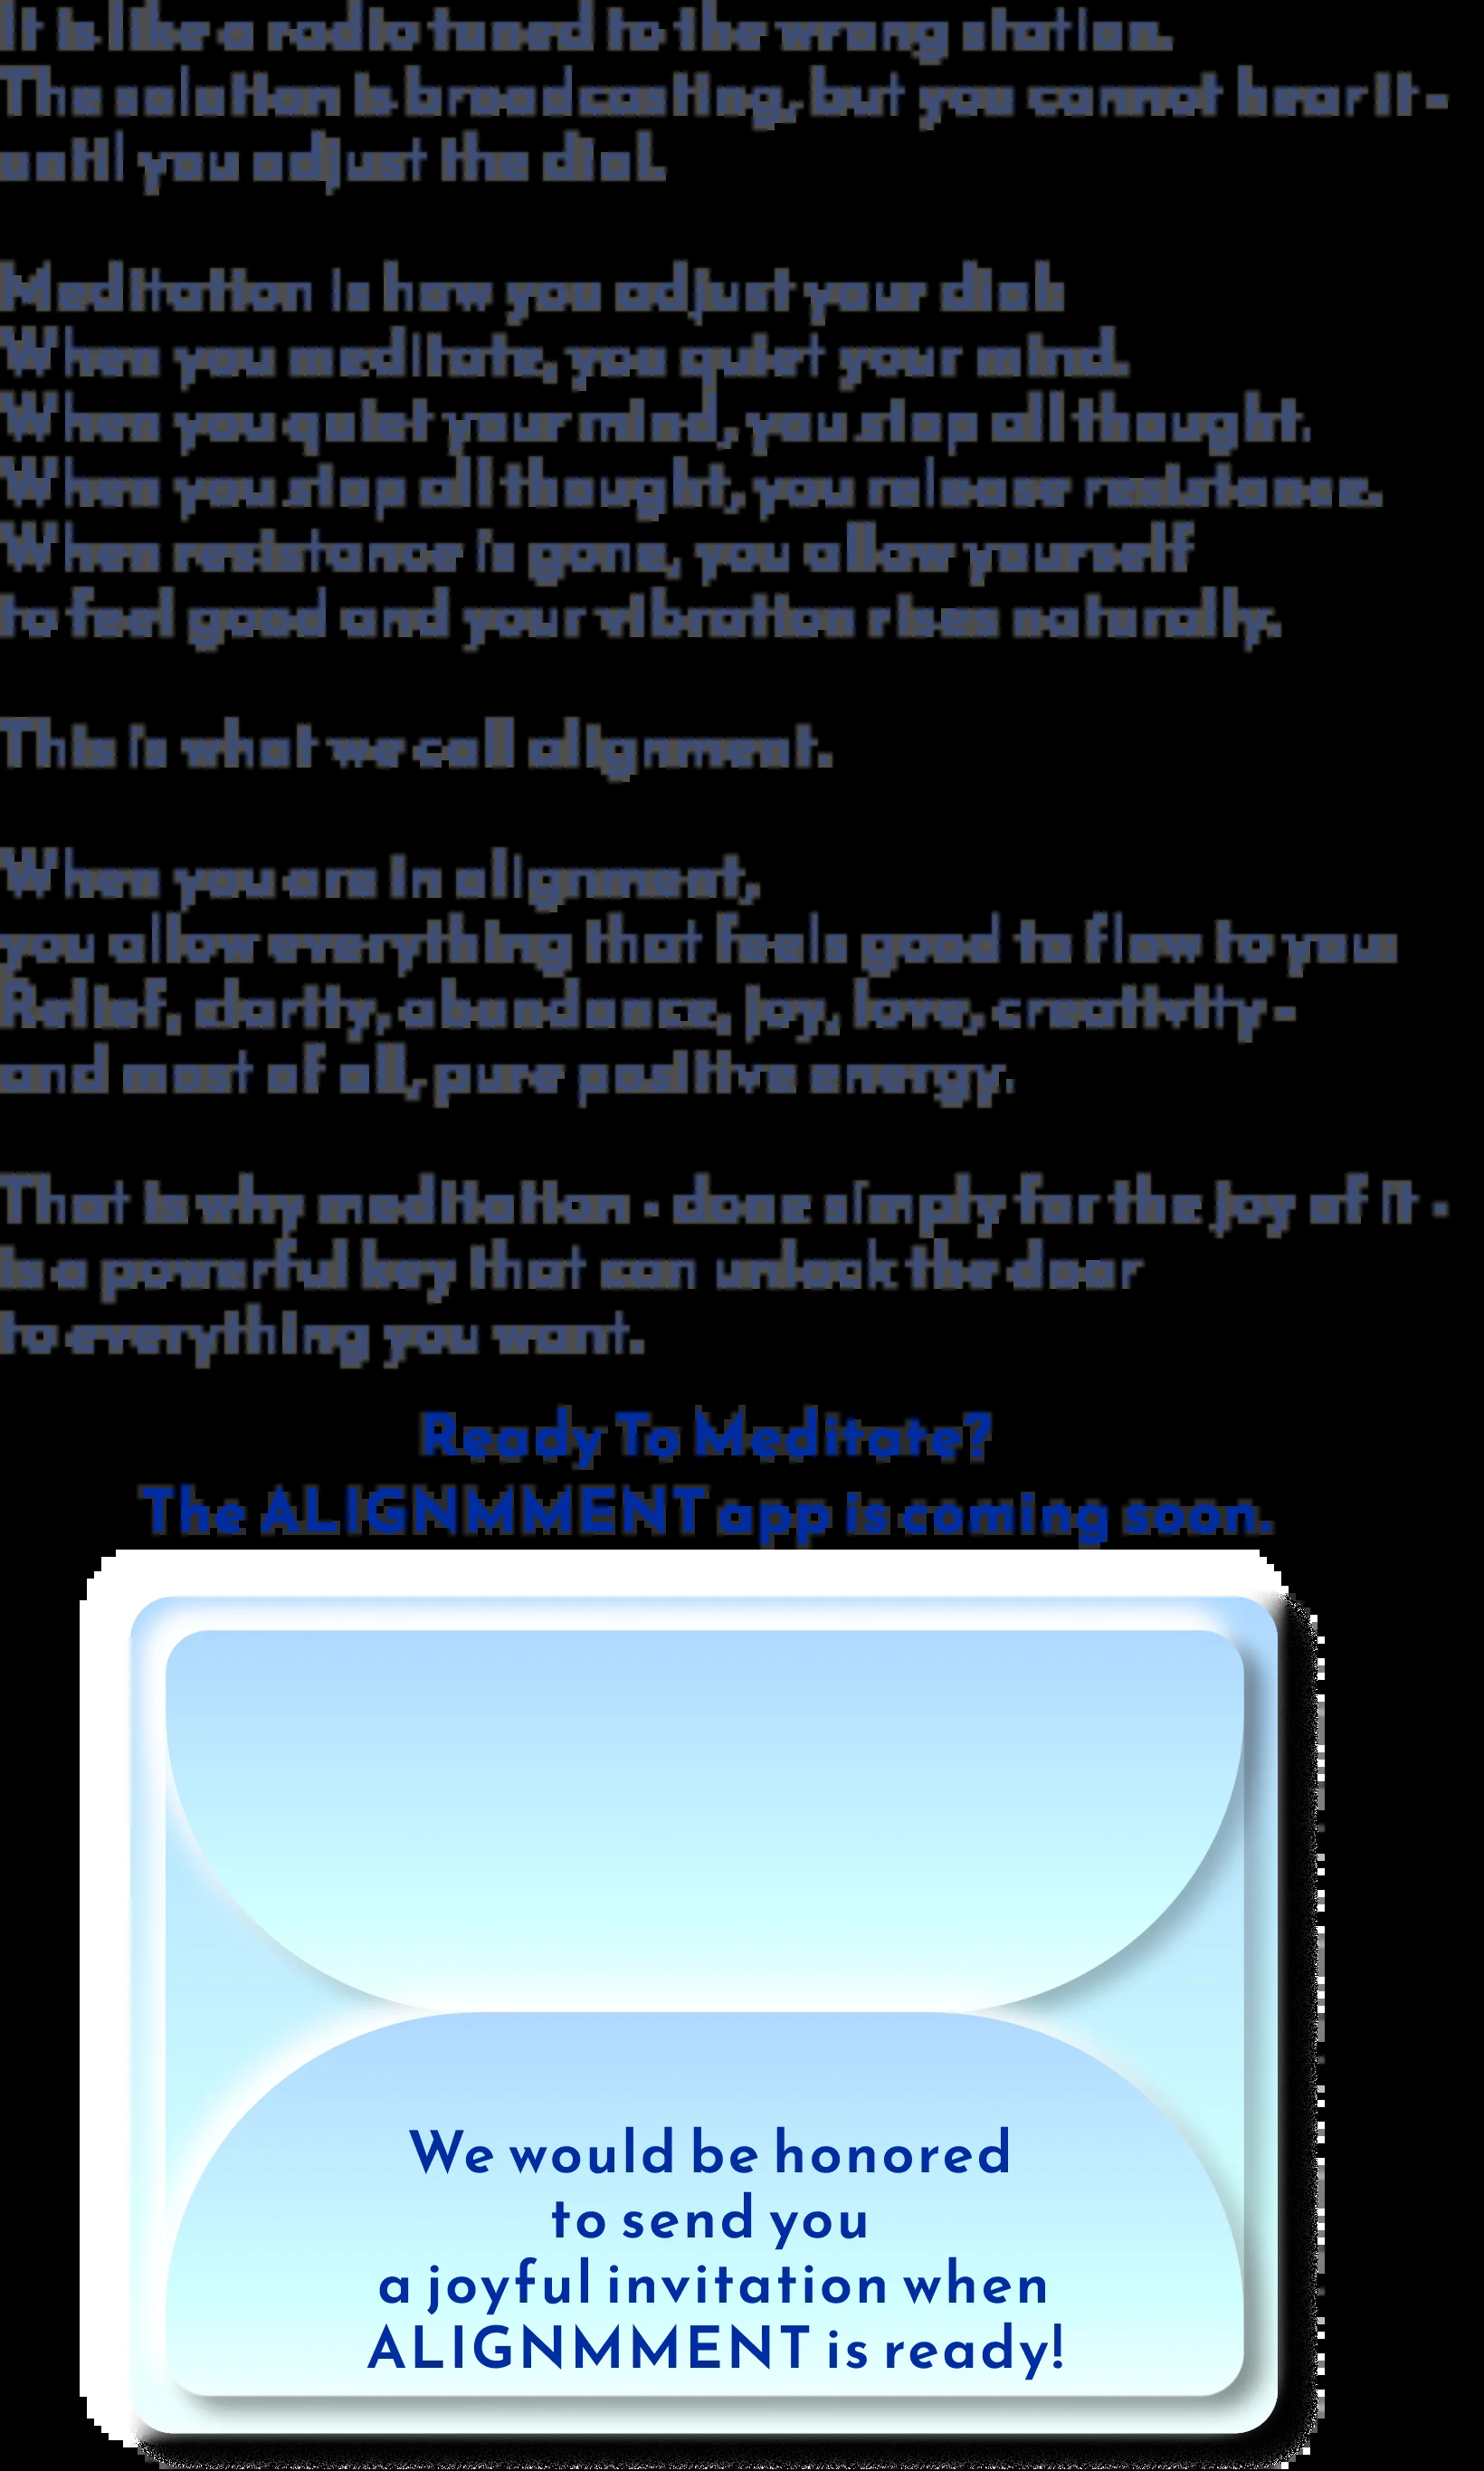 It is like a radio tuned to the wrong station.
The solution is broadcasting, but you cannot hear it -
until you adjust the dial.
Meditation is how you adjust your dial:
When you meditate, you quiet your mind.
When you quiet your mind, you stop all thought.
When you stop all thought, you release resistance.
When resistance is gone, you allow yourself
to feel good and your vibration rises naturally.
This is what we call alignment.
When you are in alignment,
you allow everything that feels good to flow to you:
Relief, clarity, abundance, joy, love, creativity -
and most of all, pure positive energy.
That is why meditation - done simply for the joy of it -
is a powerful key that can unlock the door
to everything you want.
Ready To Meditate?
The ALIGNMMENT app is coming soon.
We would be honored
to send you
a joyful invitation when
ALIGNMMENT is ready!